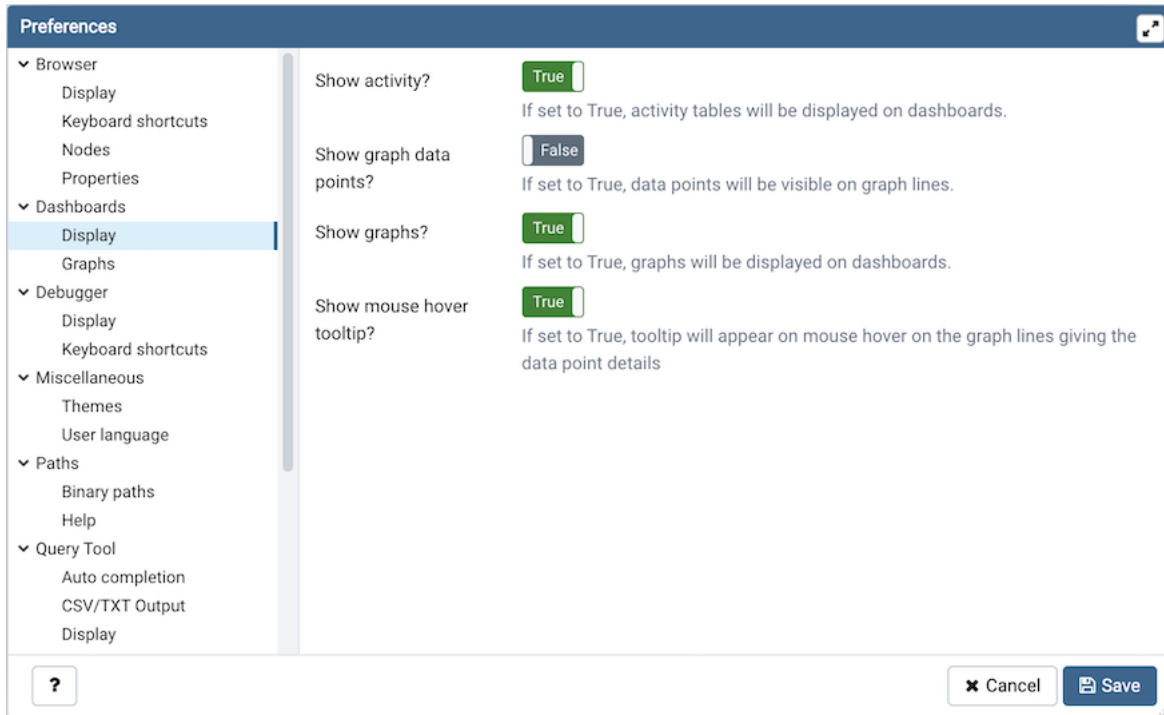 Preferences
Browser
Display
Keyboard shortcuts
Nodes
Properties
Dashboards
Display
Graphs
Debugger
Display
Keyboard shortcuts
Miscellaneous
Themes
User language
Paths
Binary paths
Help
Query Tool
Auto completion
CSV/TXT Output
Display
Show activity?
True
If set to True, activity tables will be displayed on dashboards.
Show graph data
points?
False
If set to True, data points will be visible on graph lines.
Show graphs?
True
If set to True, graphs will be displayed on dashboards.
Show mouse hover
tooltip?
True
If set to True, tooltip will appear on mouse hover on the graph lines giving the
data point details
?
Cancel
Save